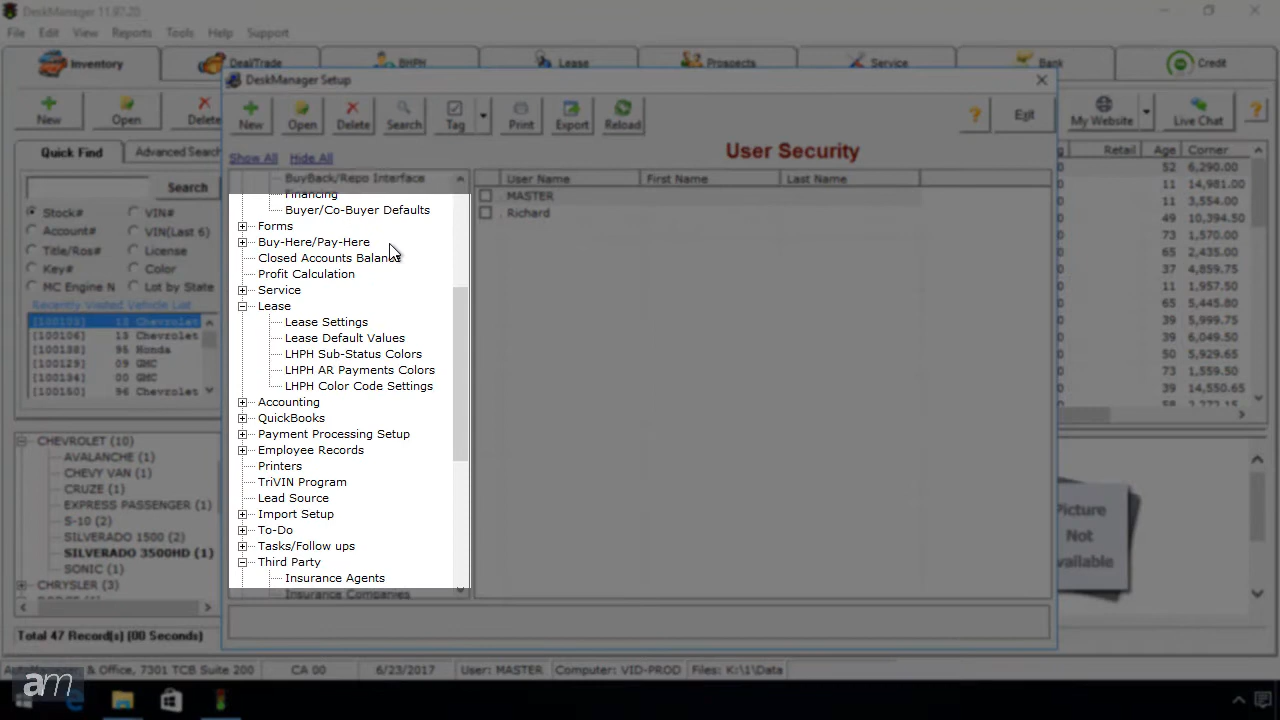 DeskManager 11.97.20
File Edit View Reports Tools Help Support
Inventory Deal/Trade BHPH Lease Prospects Service Bank Credit
New Open Delete My Website Live Chat
Quick Find Advanced Search
Search
Stock# VIN#
Account# VIN(Last 6)
Title/Ros# License
Key# Color
MC Engine N Lot by State
Recently Visited Vehicle List
[100103] 13 Chevrolet
[100106] 13 Chevrolet
[100138] 95 Honda
[100129] 09 GMC
[100134] 00 GMC
[100150] 96 Chevrolet
CHEVROLET (10)
AVALANCHE (1)
CHEVY VAN (1)
CRUZE (1)
EXPRESS PASSENGER (1)
S-10 (2)
SILVERADO 1500 (2)
SILVERADO 3500HD (1)
SONIC (1)
CHRYSLER (3)
Total 47 Record(s) (00 Seconds)
DeskManager Setup
New Open Delete Search Tag Print Export Reload ? Exit
Show All Hide All
User Security
BuyBack/Repo Interface
Financing
Buyer/Co-Buyer Defaults
Forms
Buy-Here/Pay-Here
Closed Accounts Balance
Profit Calculation
Service
Lease
Lease Settings
Lease Default Values
LHPH Sub-Status Colors
LHPH AR Payments Colors
LHPH Color Code Settings
Accounting
QuickBooks
Payment Processing Setup
Employee Records
Printers
TriVIN Program
Lead Source
Import Setup
To-Do
Tasks/Follow ups
Third Party
Insurance Agents
Insurance Companies
User Name First Name Last Name
MASTER
Richard
Retail Age Corner
52 6,290.00
11 14,981.00
11 3,554.00
49 10,394.50
73 1,570.00
65 2,435.00
37 4,859.75
11 1,957.50
65 5,445.80
39 5,999.75
39 6,049.50
50 5,929.65
73 1,559.50
39 14,550.65
Picture
Not
Available
& Office, 7301 TCB Suite 200 CA 00 6/23/2017 User: MASTER Computer: VID-PROD Files: K:\1\Data
am